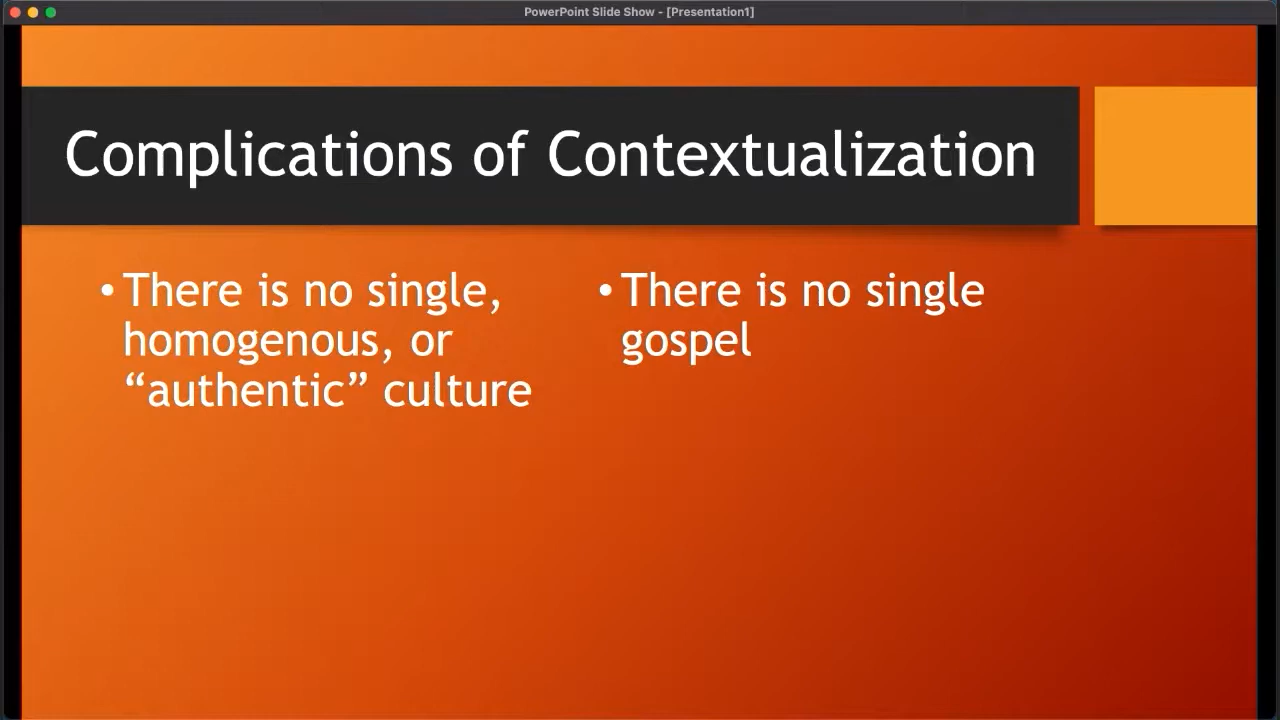 PowerPoint Slide Show - [Presentation1]
Complications of Contextualization
• There is no single,
homogenous, or
“authentic” culture
• There is no single
gospel